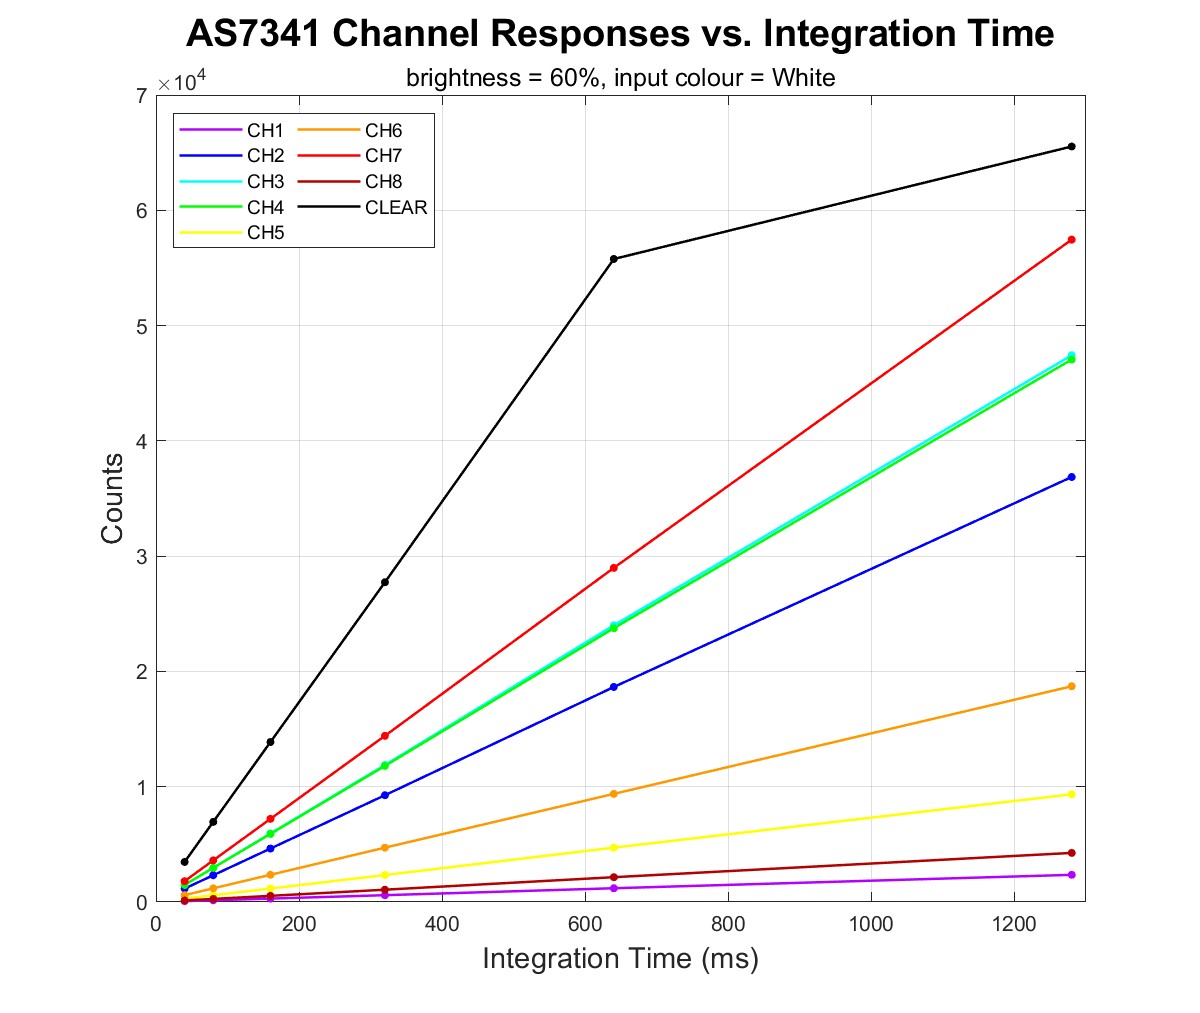 AS7341 Channel Responses vs. Integration Time
×10⁴
brightness = 60%, input colour = White
7
6
5
4
3
2
1
0
CH1 CH6
CH2 CH7
CH3 CH8
CH4 CLEAR
CH5
Counts
0 200 400 600 800 1000 1200
Integration Time (ms)